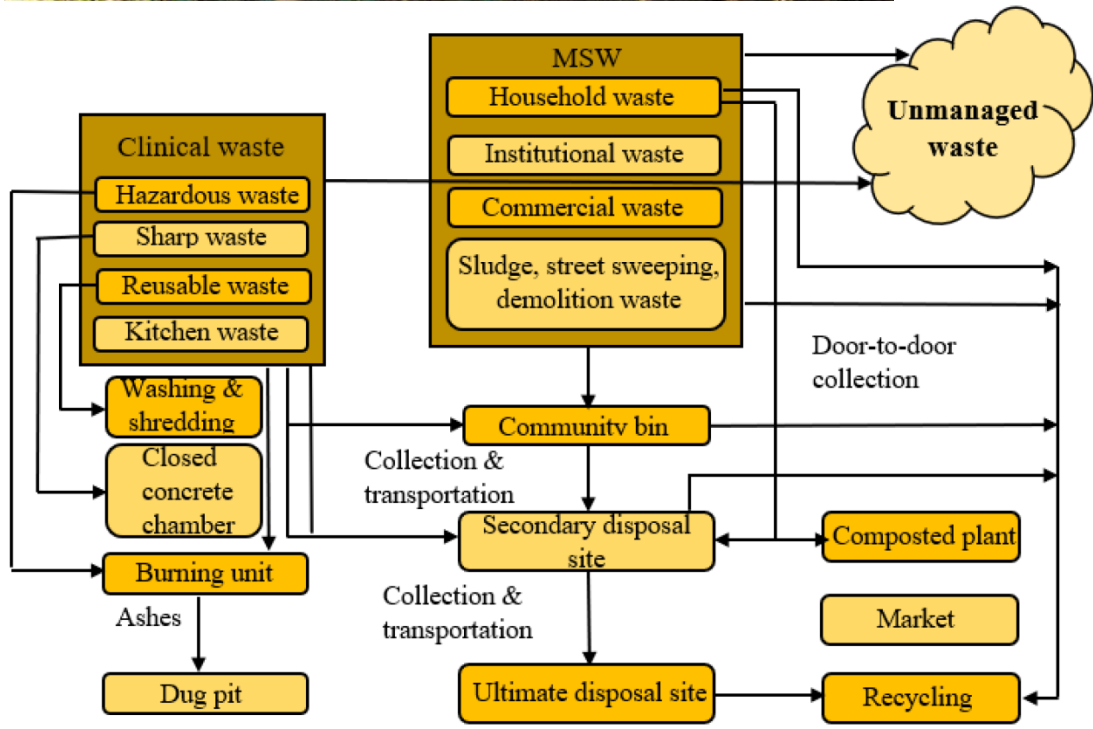 MSW
Household waste
Institutional waste
Commercial waste
Sludge, street sweeping,
demolition waste
Unmanaged
waste
Clinical waste
Hazardous waste
Sharp waste
Reusable waste
Kitchen waste
Washing &
shredding
Closed
concrete
chamber
Burning unit
Ashes
Dug pit
Door-to-door
collection
Community bin
Collection &
transportation
Secondary disposal
site
Collection &
transportation
Ultimate disposal site
Composted plant
Market
Recycling